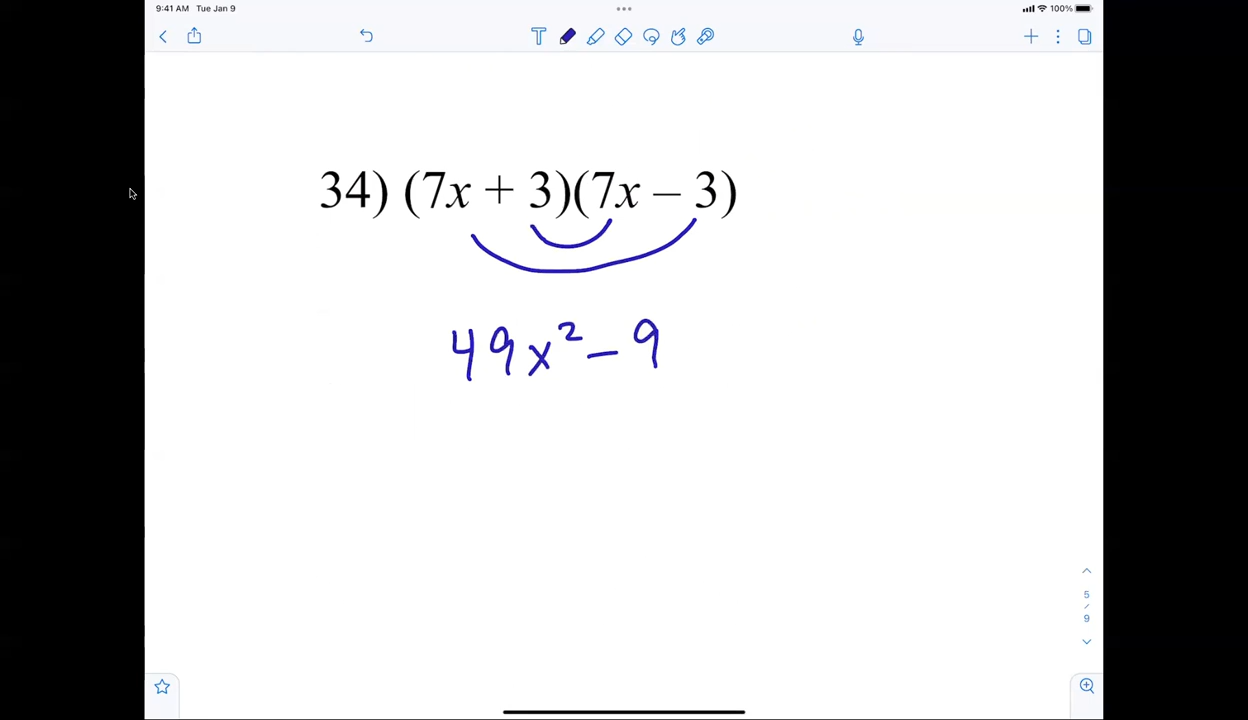 9:41 AM Tue Jan 9
100%
T
34) (7x + 3)(7x – 3)
49x² – 9
5
/
9